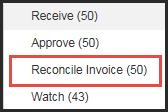 Receive (50)
Approve (50)
Reconcile Invoice (50)
Watch (43)